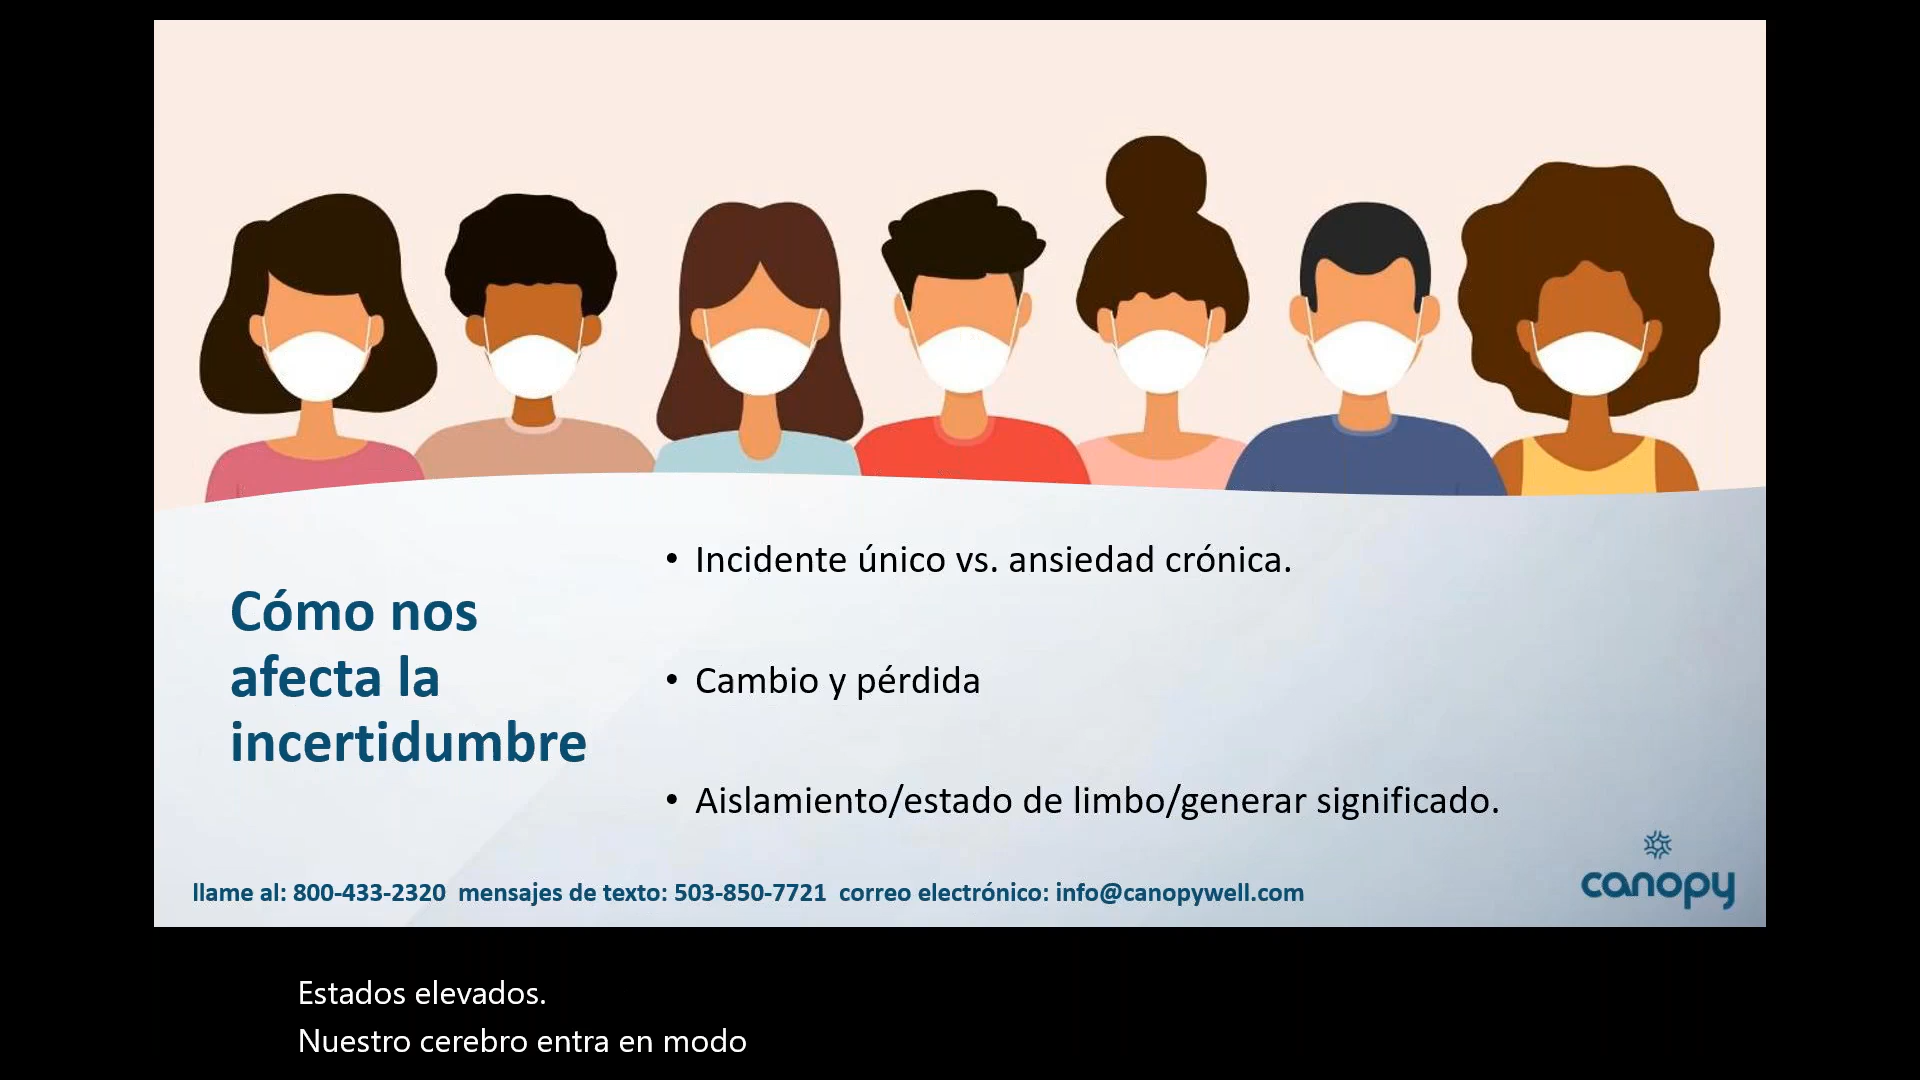 Cómo nos
afecta la
incertidumbre
• Incidente único vs. ansiedad crónica.
• Cambio y pérdida
• Aislamiento/estado de limbo/generar significado.
llame al: 800-433-2320 mensajes de texto: 503-850-7721 correo electrónico: info@canopywell.com
canopy
Estados elevados.
Nuestro cerebro entra en modo